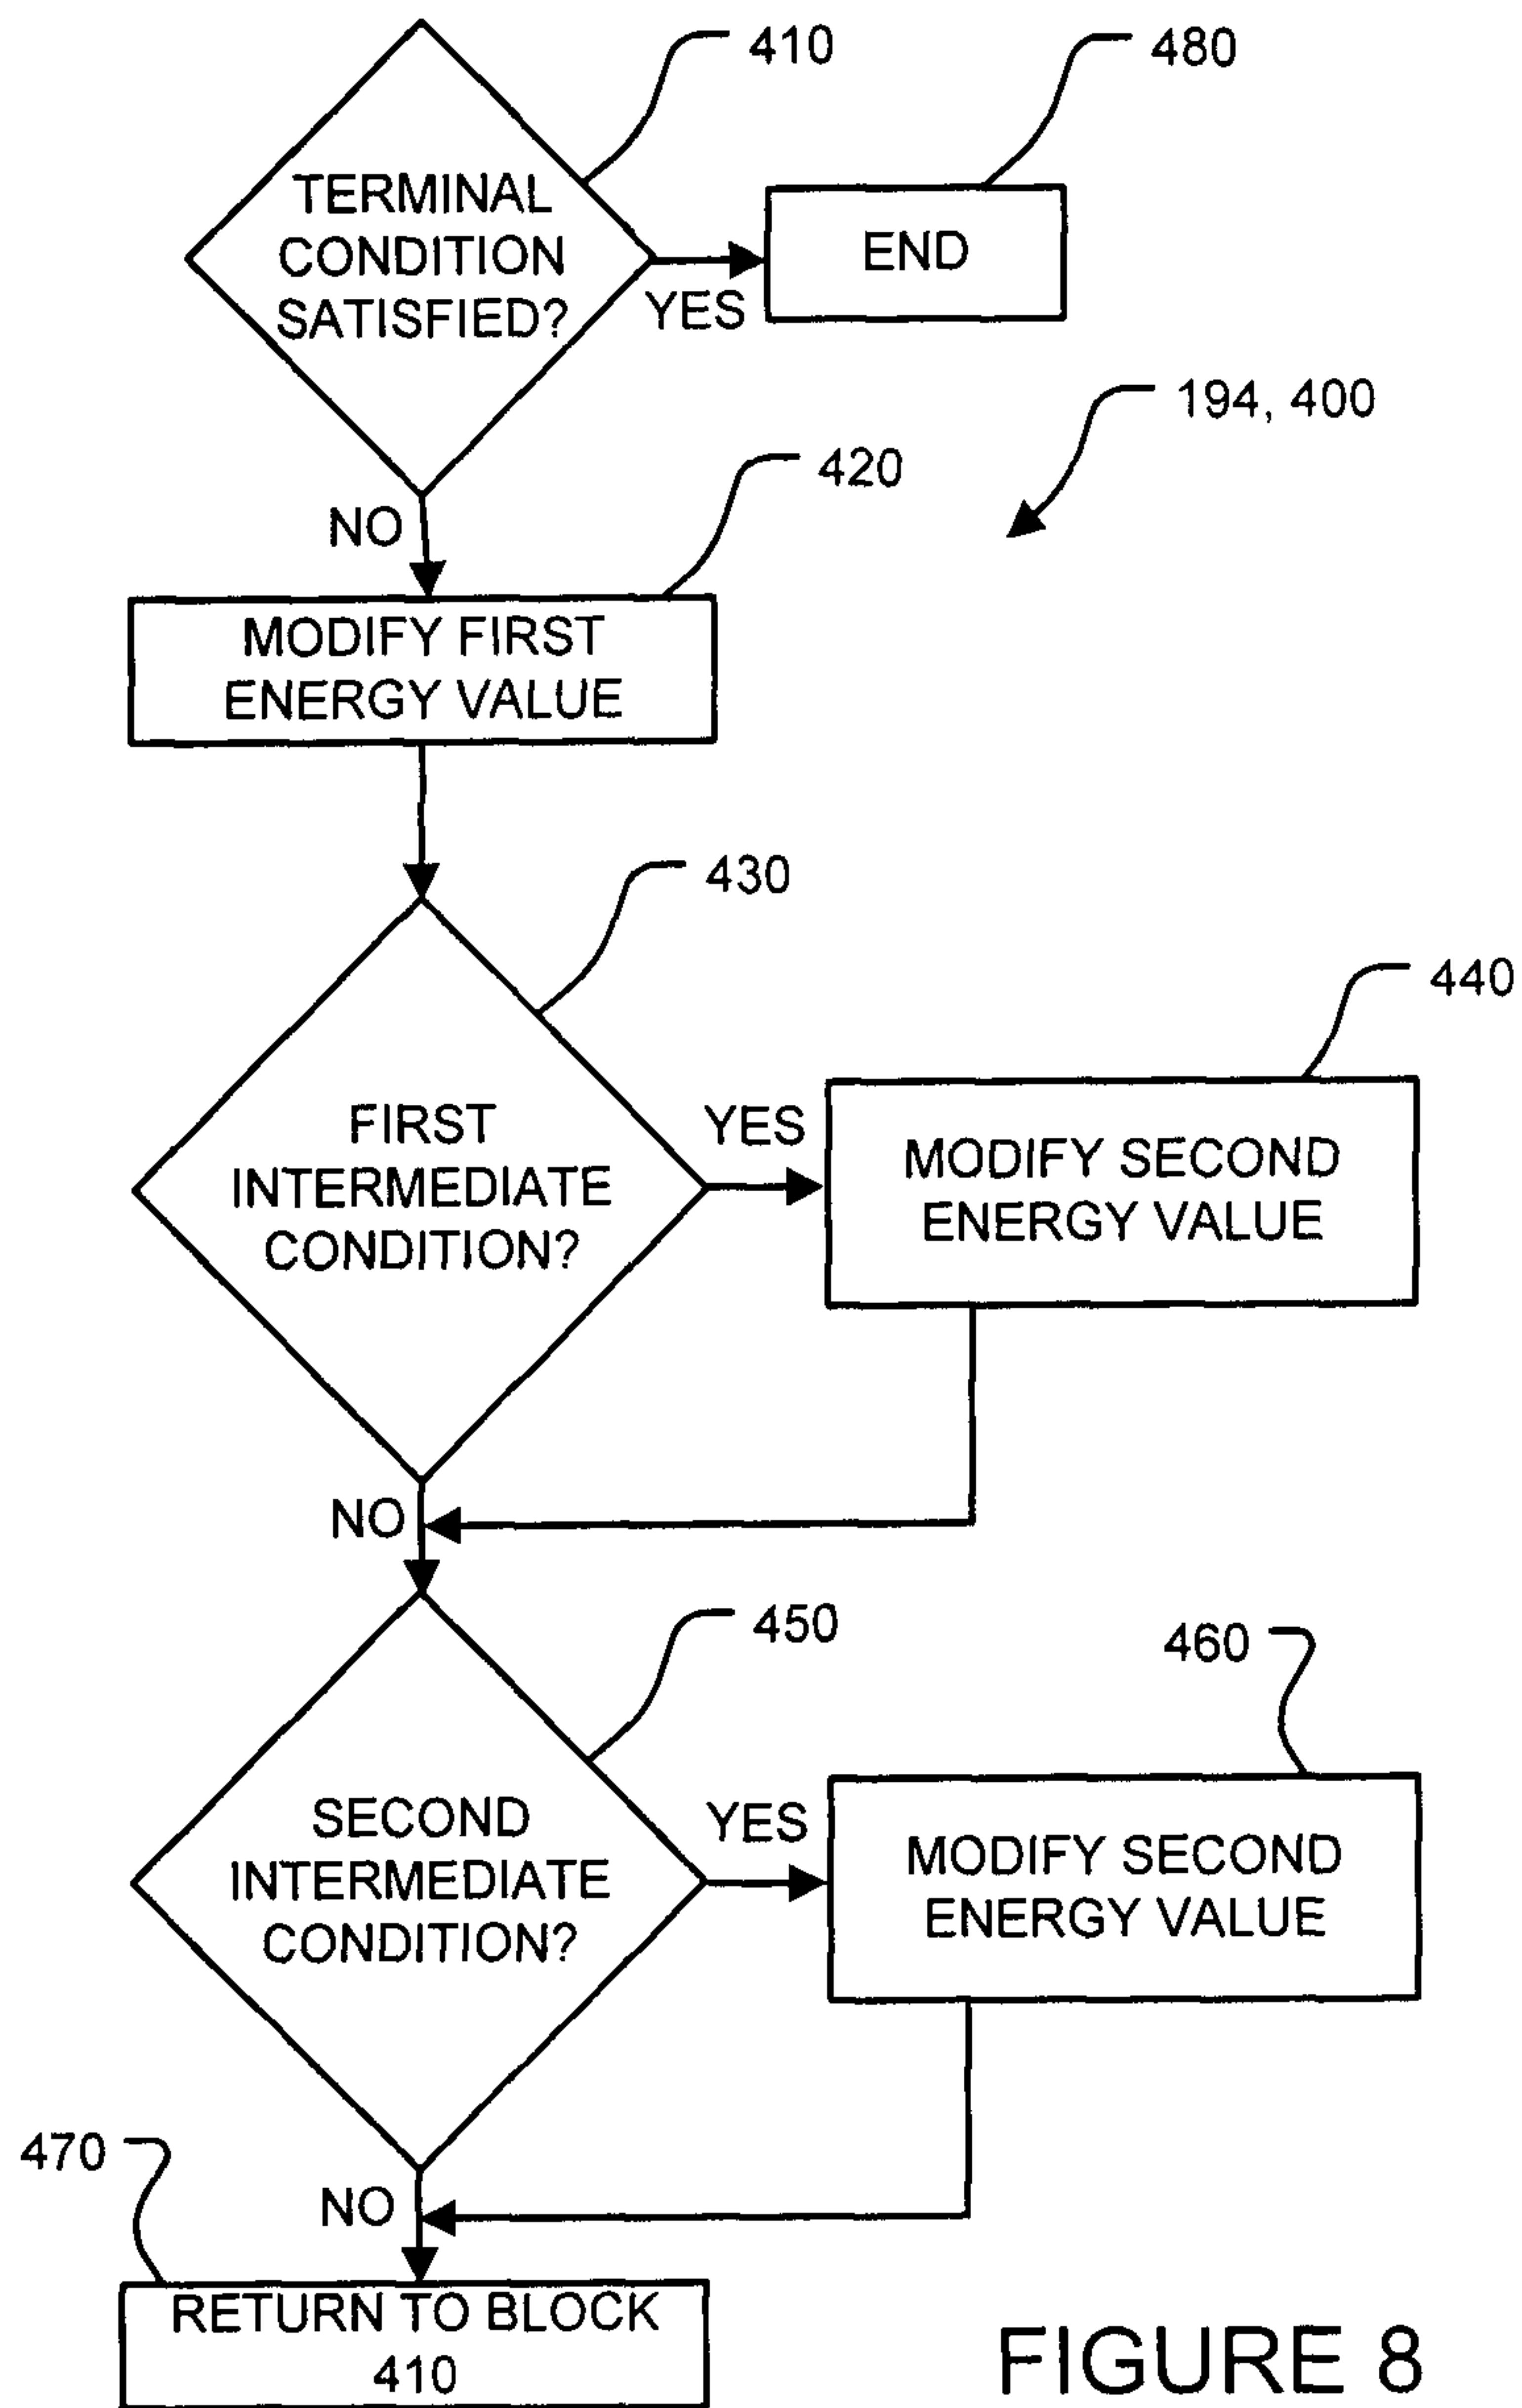 410
480
TERMINAL
CONDITION
SATISFIED?
END
YES
194, 400
420
NO
MODIFY FIRST
ENERGY VALUE
430
440
FIRST
INTERMEDIATE
CONDITION?
YES
MODIFY SECOND
ENERGY VALUE
NO
450
460
SECOND
INTERMEDIATE
CONDITION?
YES
MODIFY SECOND
ENERGY VALUE
470
NO
RETURN TO BLOCK
410
FIGURE 8